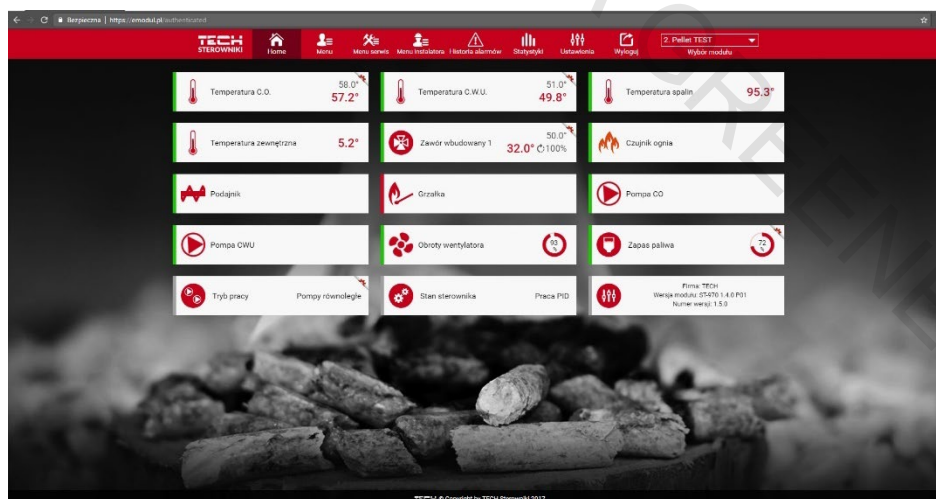 Bezpieczna | https://emodul.pl/authenticated
TECH
STEROWNIKI
Home
Menu
Menu serwis
Menu instalatora
Historia alarmów
Statystyki
Ustawienia
Wyloguj
2. Pellet TEST
Wybór modułu
Temperatura C.O.
58.0°
57.2°
Temperatura C.W.U.
51.0°
49.8°
Temperatura spalin
95.3°
Temperatura zewnętrzna
5.2°
Zawór wbudowany 1
50.0°
32.0° 100%
Czujnik ognia
Podajnik
Grzałka
Pompa CO
Pompa CWU
Obroty wentylatora
93
%
Zapas paliwa
72
%
Tryb pracy
Pompy równoległe
Stan sterownika
Praca PID
Firma: TECH
Wersja modułu: ST-970 1.4.0 P01
Numer wersji: 1.5.0
TECH © Copyright by TECH Sterowniki 2017
AGREEN